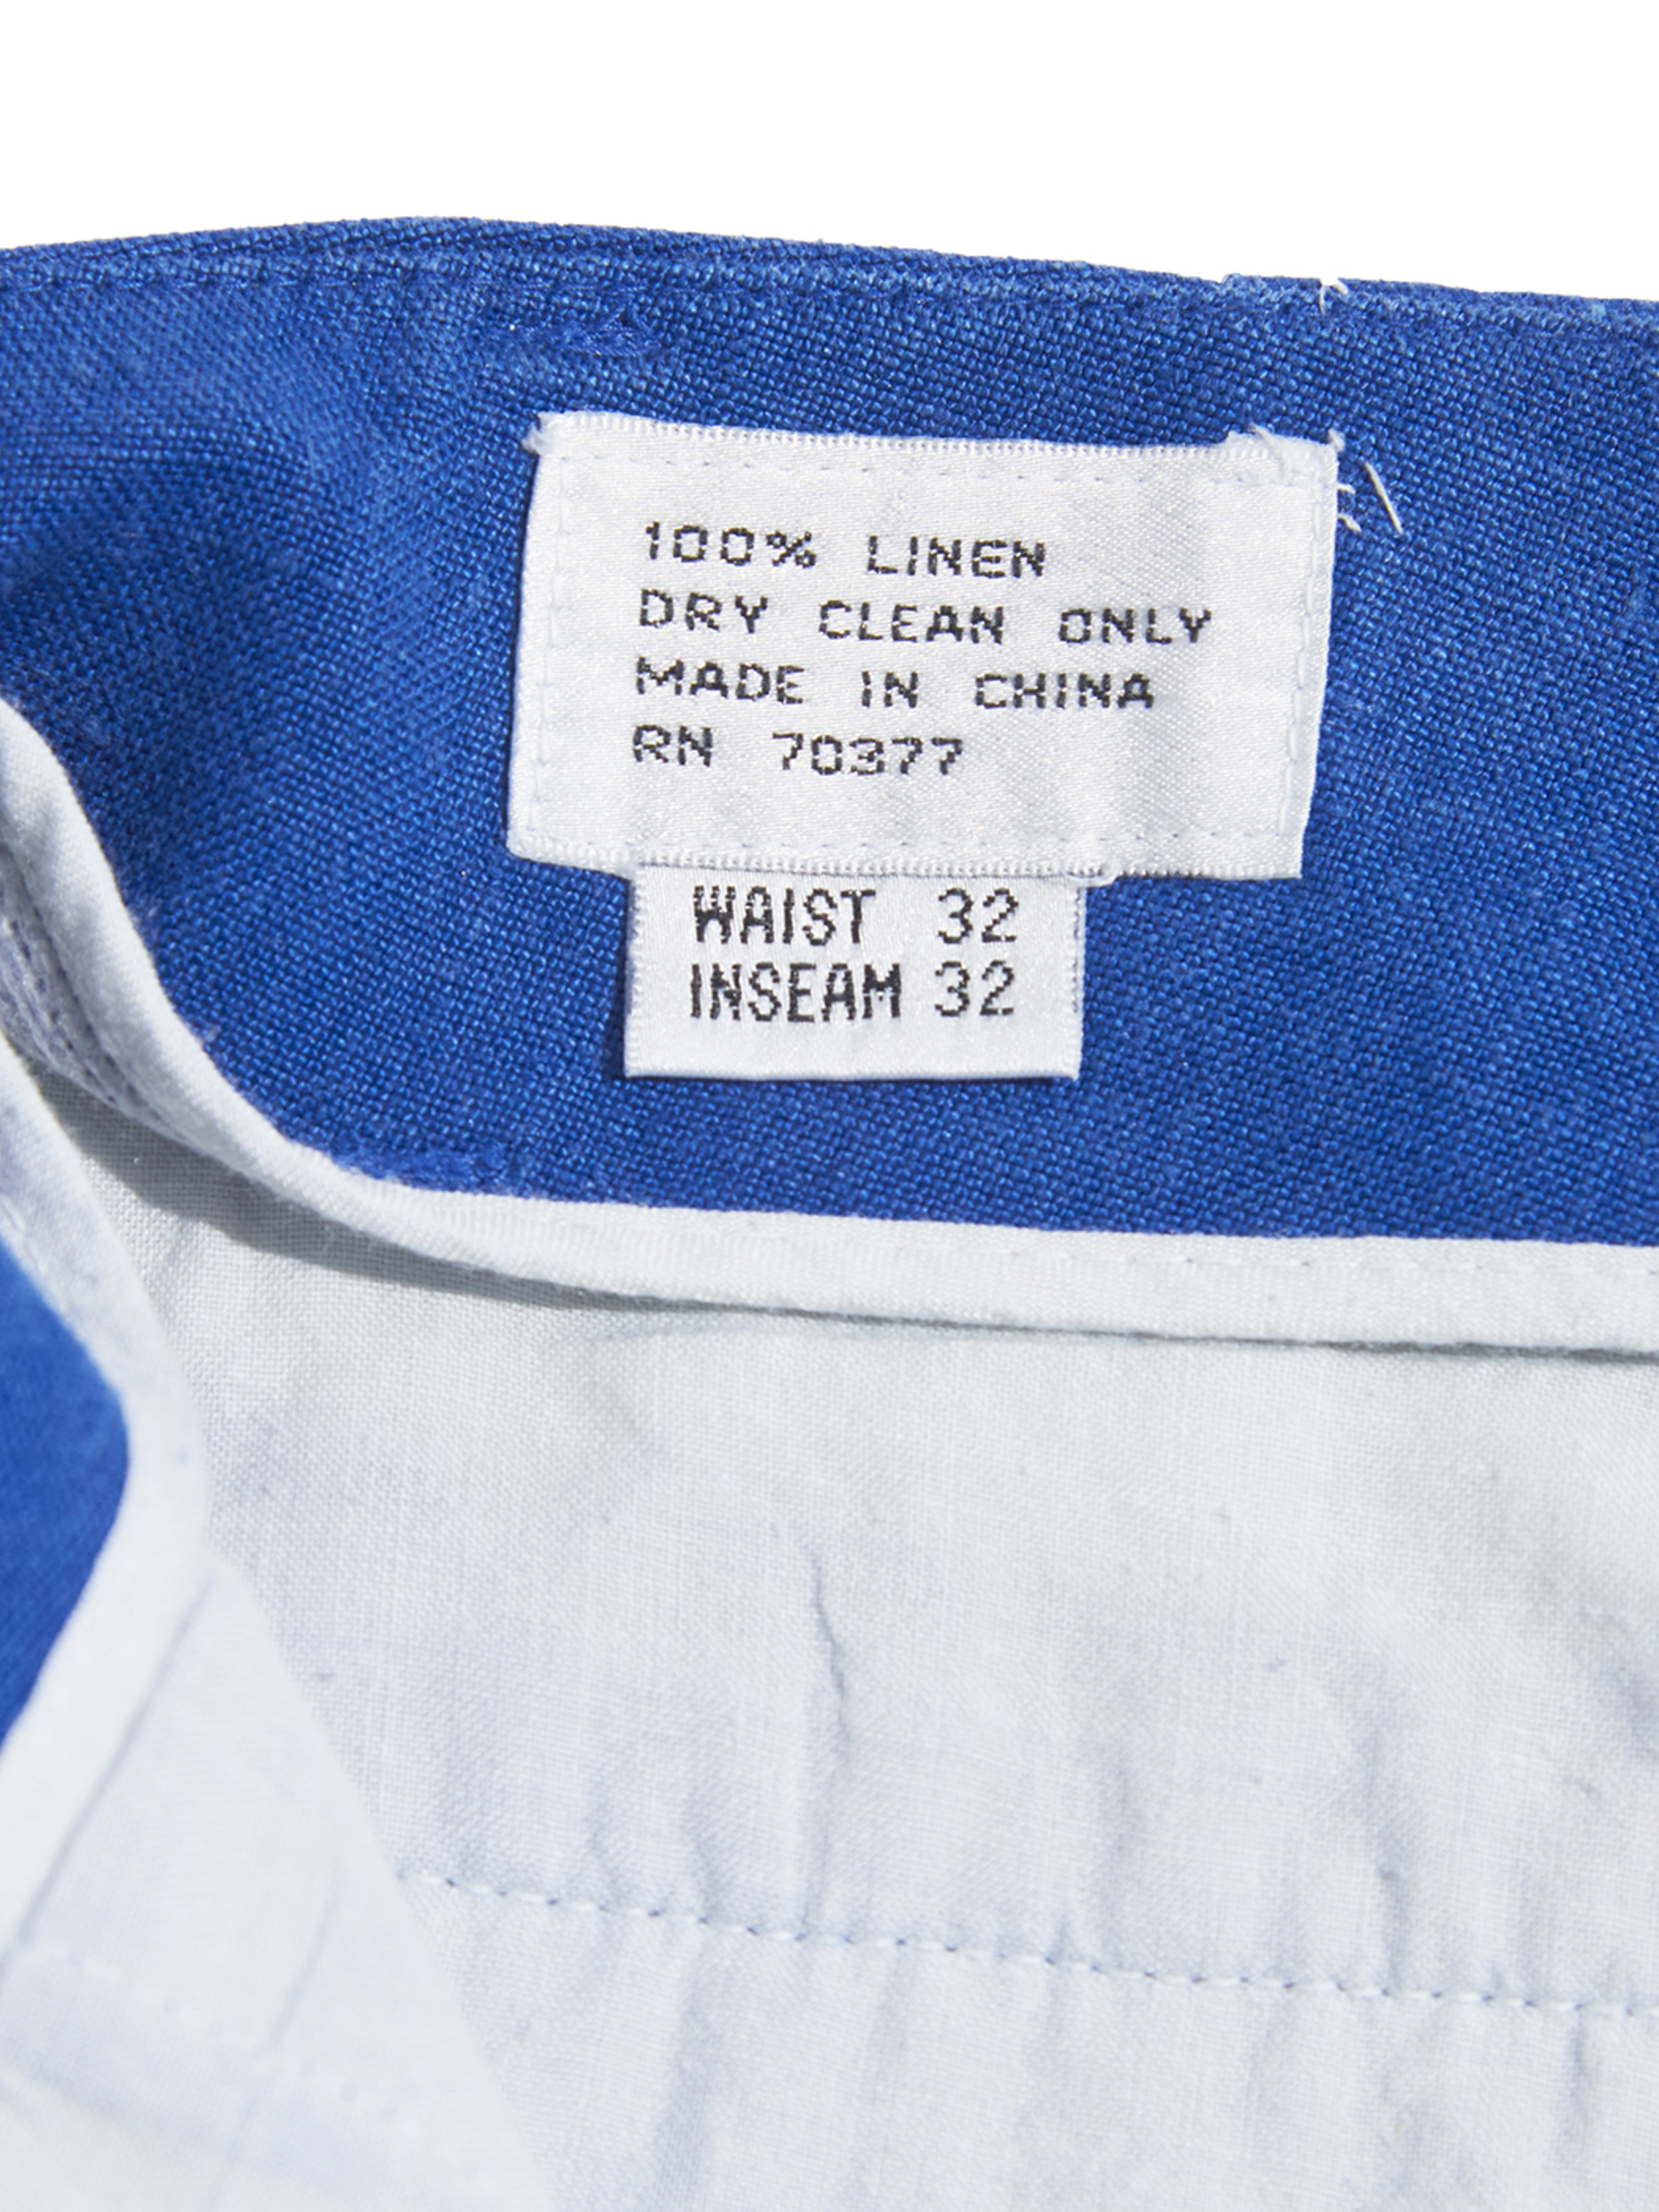 100% LINEN
DRY CLEAN ONLY
MADE IN CHINA
RN 70377
WAIST 32
INSEAM 32